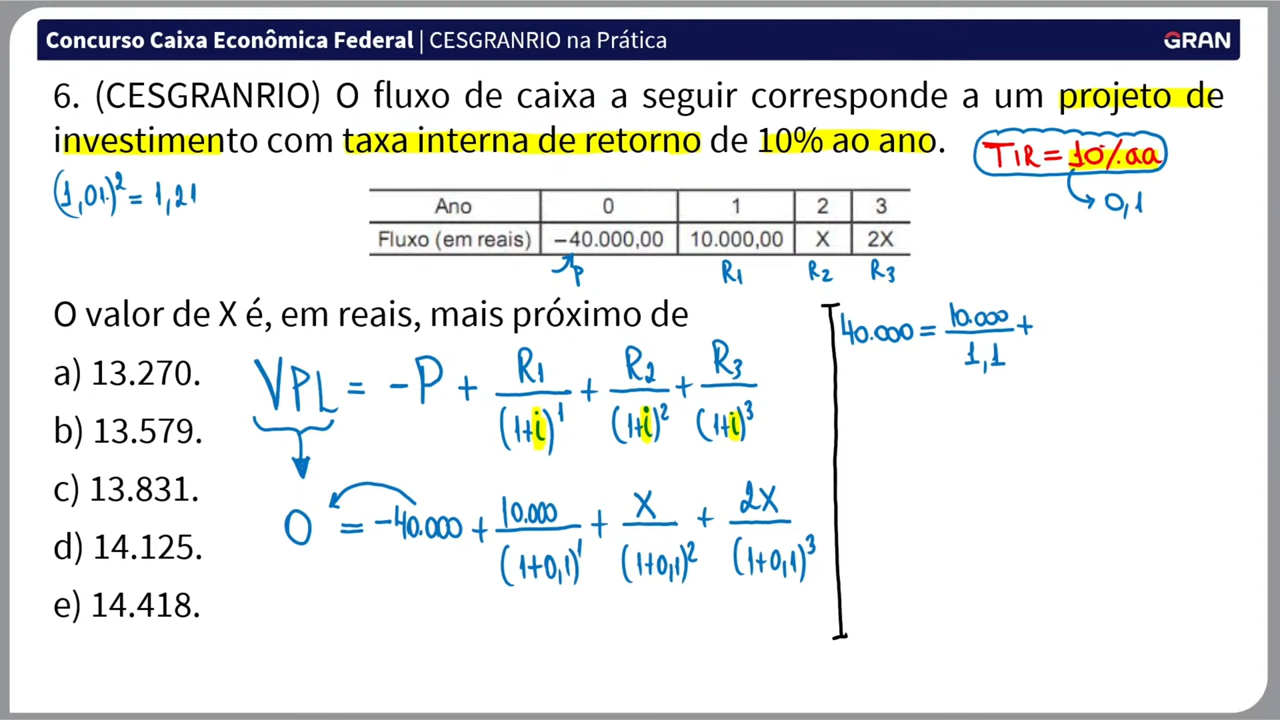 Concurso Caixa Econômica Federal | CESGRANRIO na Prática
GRAN
6. (CESGRANRIO) O fluxo de caixa a seguir corresponde a um projeto de
investimento com taxa interna de retorno de 10% ao ano.
TIR = 10% aa
0,1
(1,01)² = 1,21
Ano 0 1 2 3
Fluxo (em reais) −40.000,00 10.000,00 X 2X
P R1 R2 R3
O valor de X é, em reais, mais próximo de
a) 13.270.
b) 13.579.
c) 13.831.
d) 14.125.
e) 14.418.
VPL = -P + R1/(1+i)¹ + R2/(1+i)² + R3/(1+i)³
0 = -40.000 + 10.000/(1+0,1)¹ + X/(1+0,1)² + 2X/(1+0,1)³
40.000 = 10.000/1,1 +